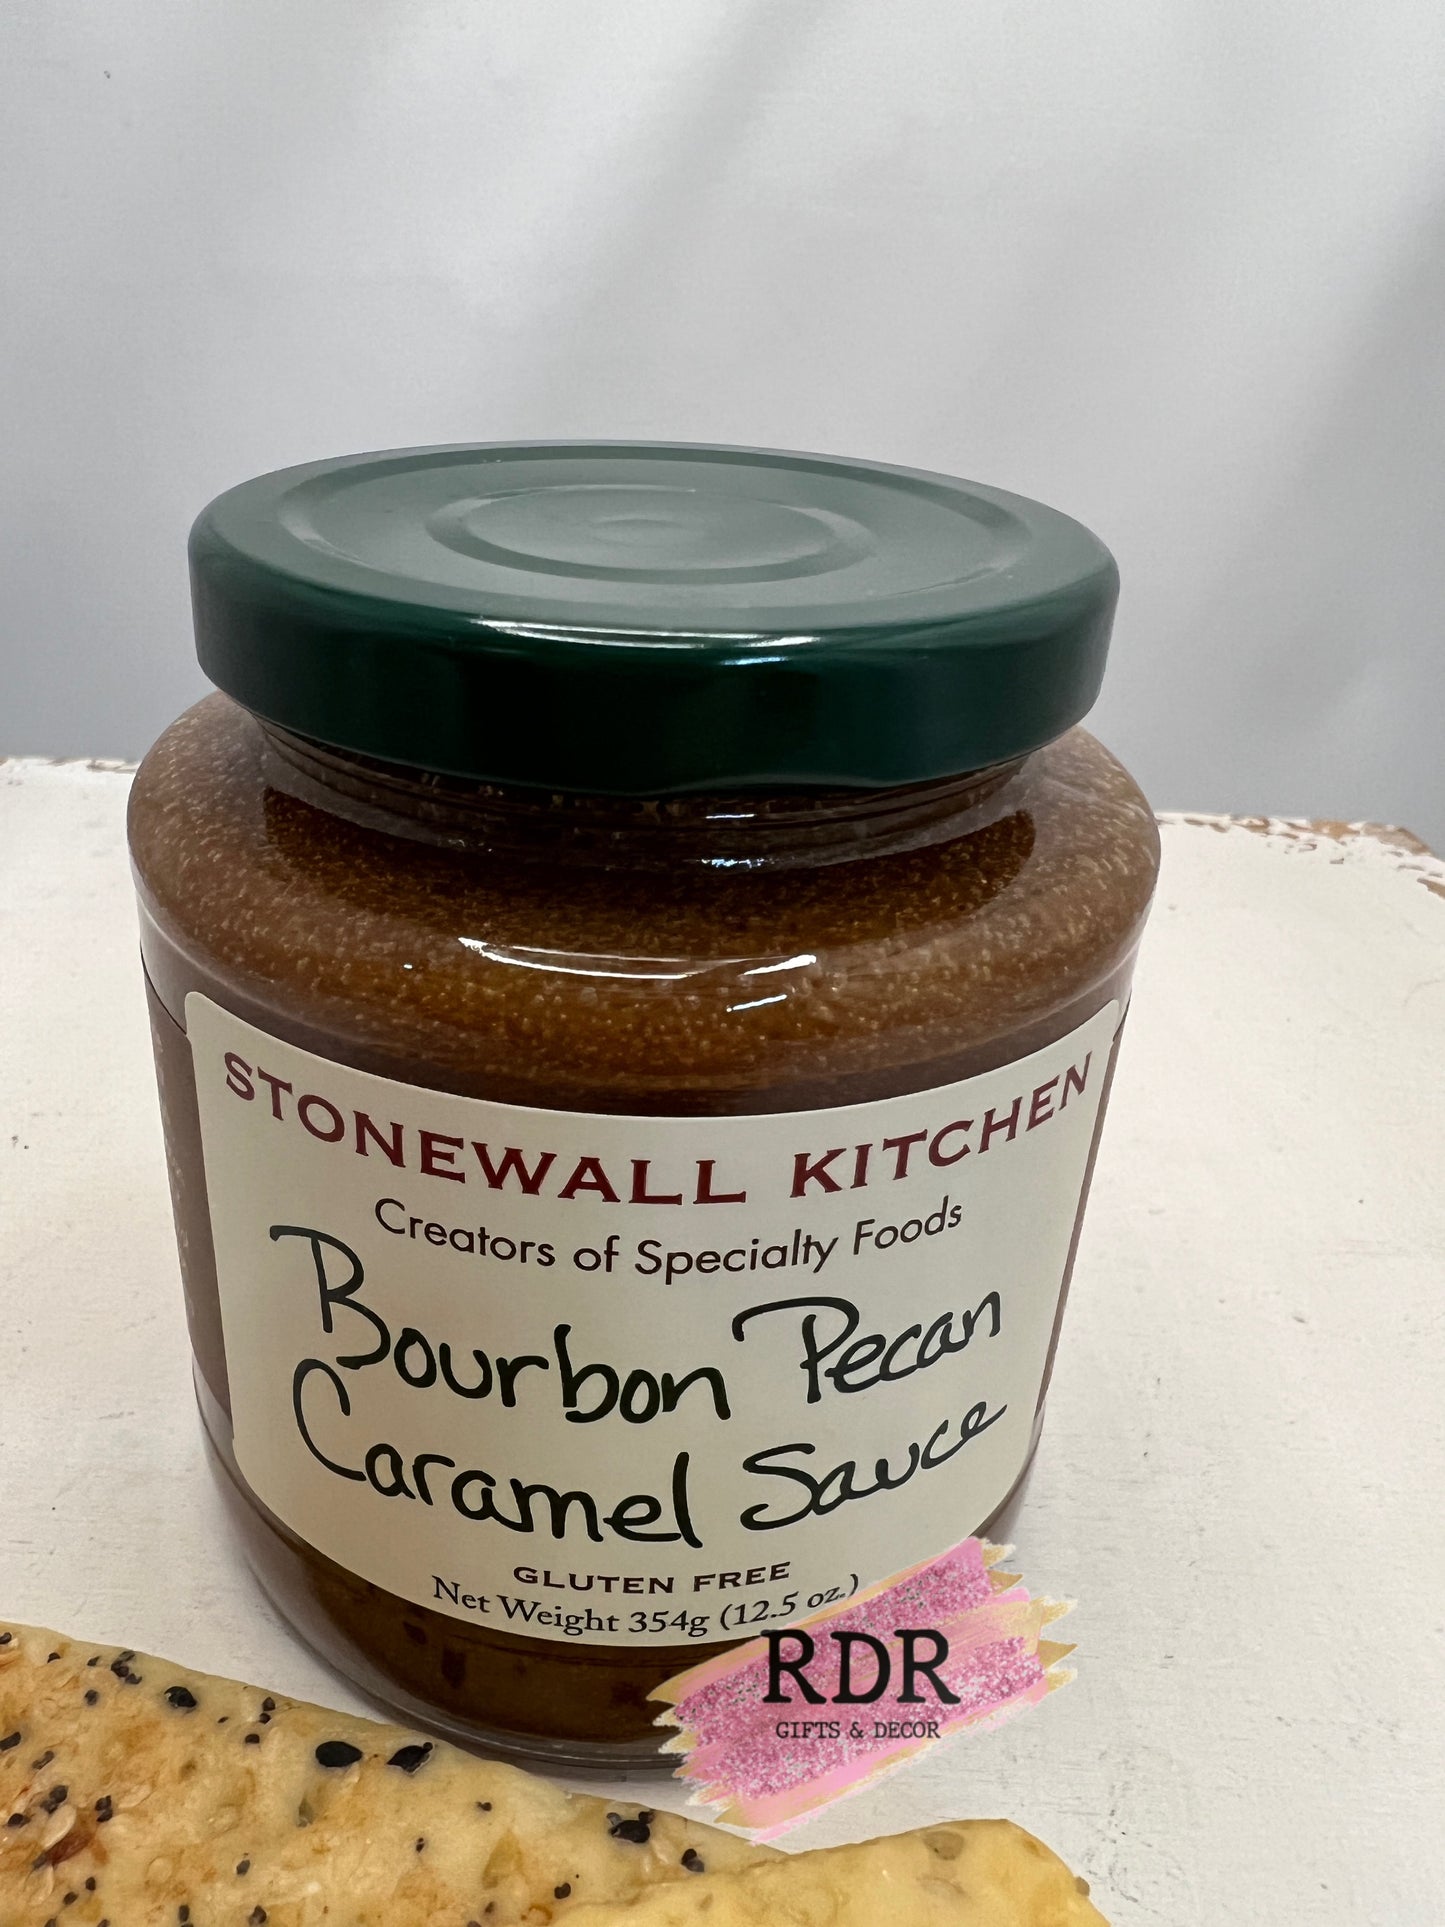 STONEWALL KITCHEN
Creators of Specialty Foods
Bourbon Pecan
Caramel Sauce
GLUTEN FREE
Net Weight 354g (12.5 oz.)
RDR
GIFTS & DECOR